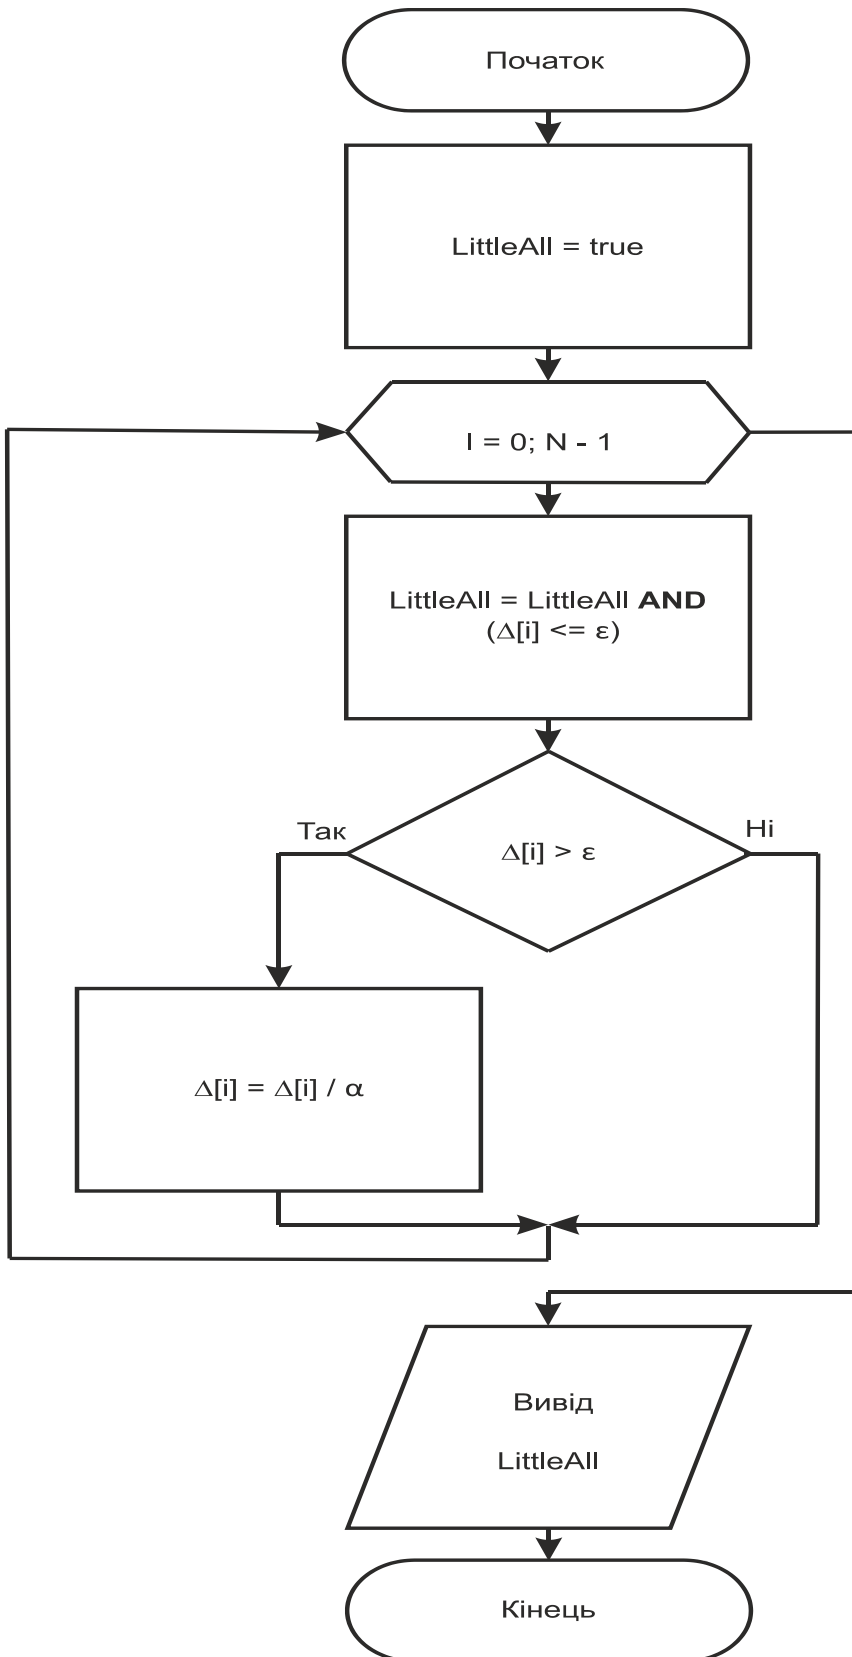 Початок
LittleAll = true
I = 0; N - 1
LittleAll = LittleAll AND
(Δ[i] <= ε)
Так
Ні
Δ[i] > ε
Δ[i] = Δ[i] / α
Вивід
LittleAll
Кінець